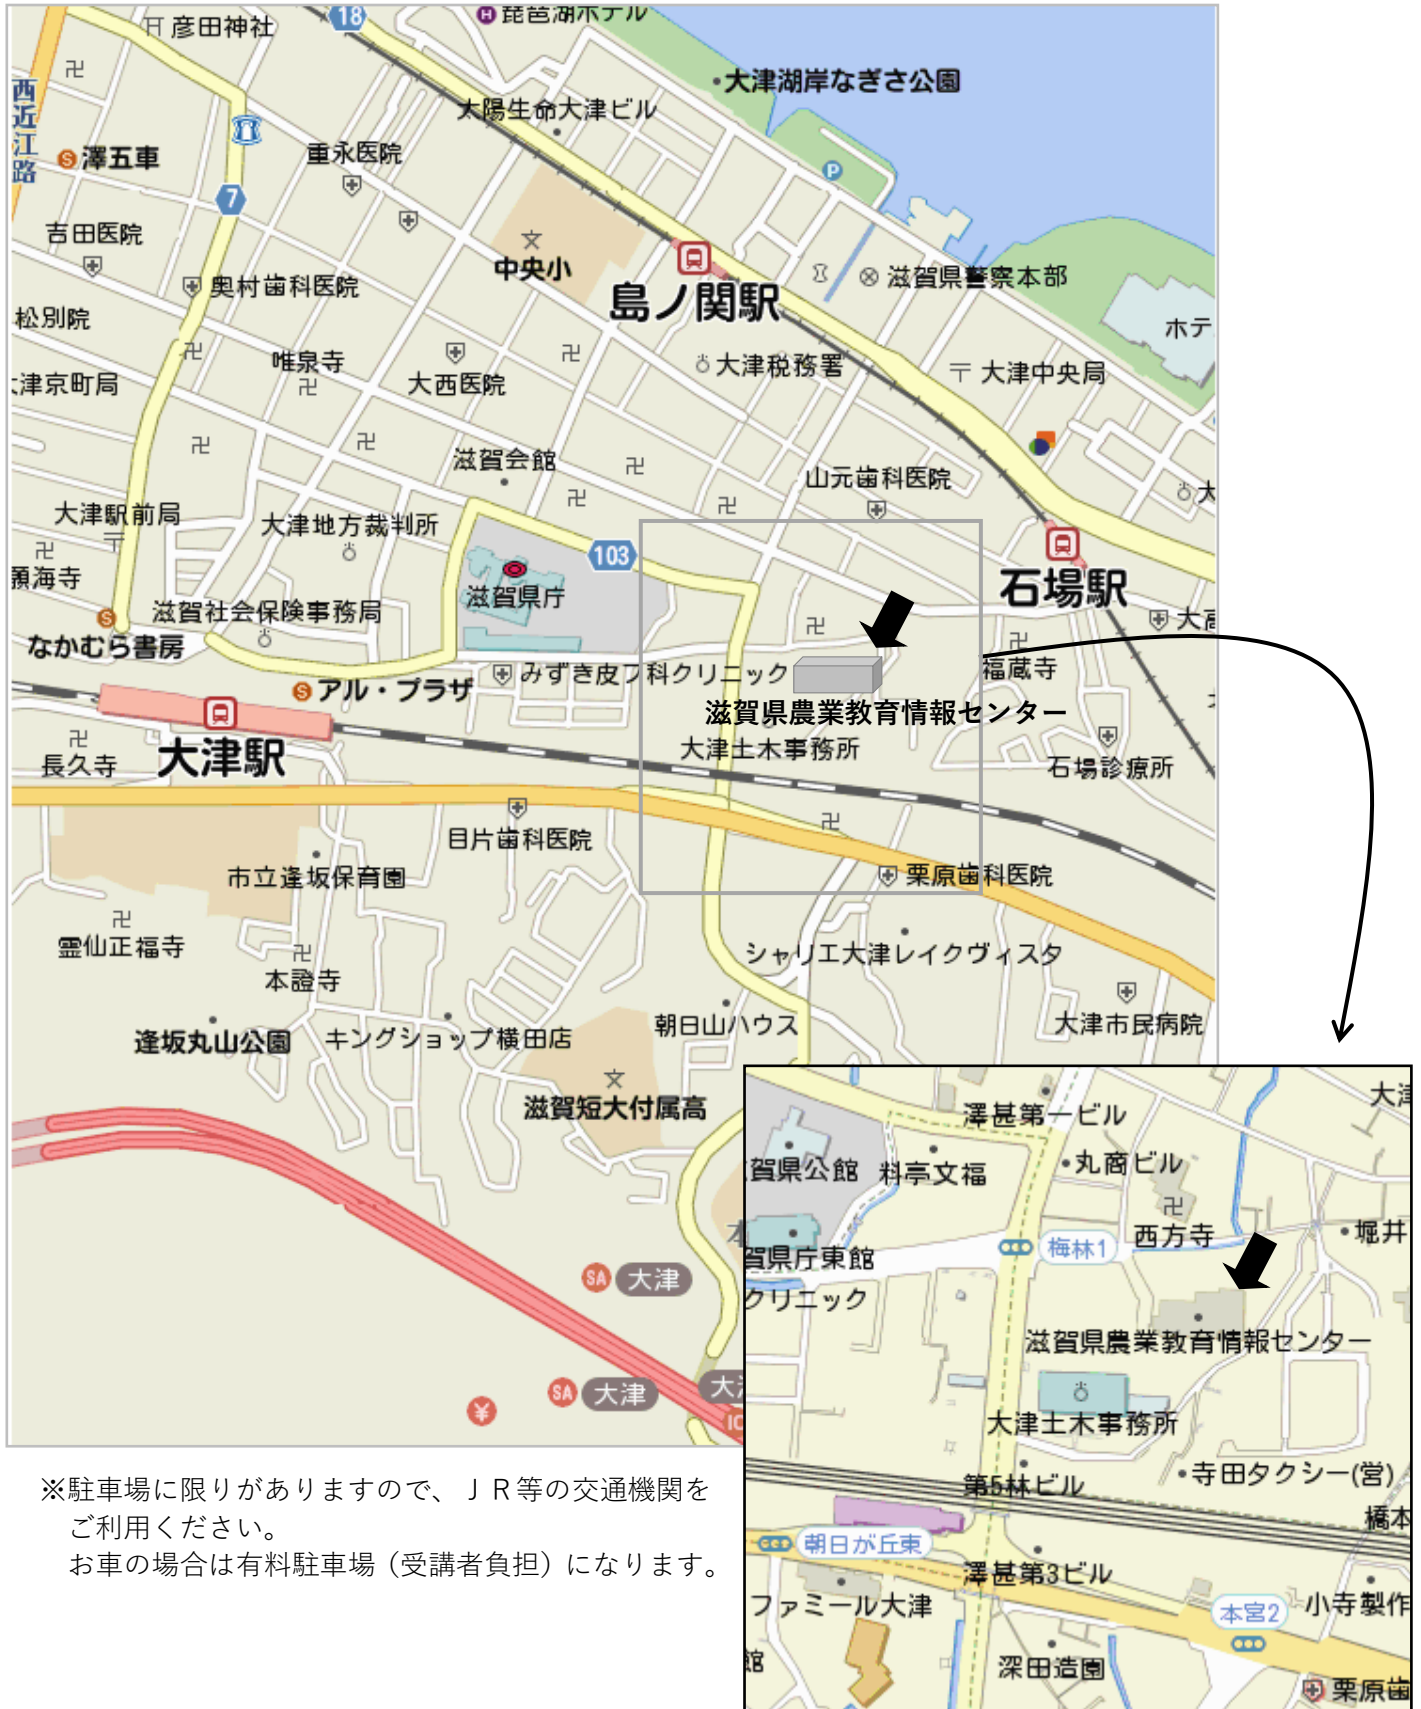 18
琵琶湖ホテル
彦田神社
大津湖岸なぎさ公園
西近江路
太陽生命大津ビル
澤五車
重永医院
P
7
吉田医院
中央小
滋賀県警察本部
奥村歯科医院
島ノ関駅
松別院
ホテ
唯泉寺
大津税務署
大津中央局
大津京町局
大西医院
滋賀会館
山元歯科医院
大津駅前局
大津地方裁判所
103
石場駅
願海寺
滋賀社会保険事務局
滋賀県庁
なかむら書房
みずき皮フ科クリニック
福蔵寺
アル・プラザ
滋賀県農業教育情報センター
大津土木事務所
大津駅
長久寺
石場診療所
目片歯科医院
市立逢坂保育園
栗原歯科医院
霊仙正福寺
シャリエ大津レイクヴィスタ
本證寺
朝日山ハウス
大津市民病院
逢坂丸山公園
キングショップ横田店
滋賀短大付属高
SA 大津
SA 大津
大津
IC
澤甚第一ビル
賀県公館
料亭文福
丸商ビル
西方寺
堀井
梅林1
賀県庁東館
クリニック
滋賀県農業教育情報センター
大津土木事務所
第5林ビル
寺田タクシー(営)
橋本
朝日が丘東
澤甚第3ビル
ファミール大津
本宮2
小寺製作
館
深田造園
栗原歯
※駐車場に限りがありますので、ＪＲ等の交通機関を
ご利用ください。
お車の場合は有料駐車場（受講者負担）になります。